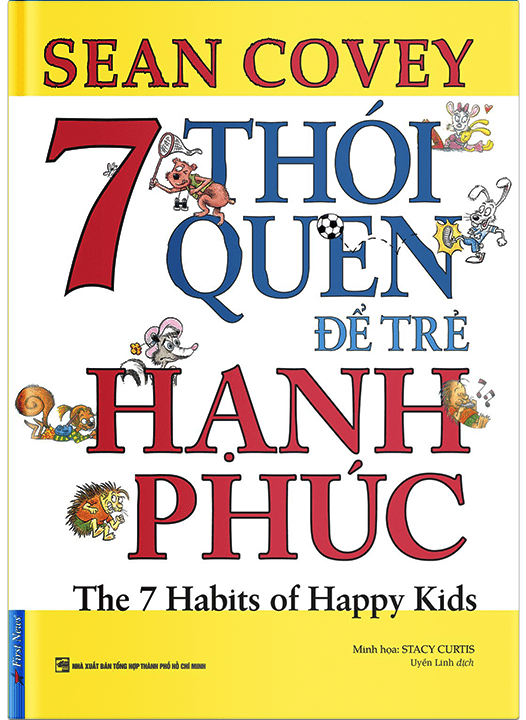 SEAN COVEY
7 THÓI
QUEN
ĐỂ TRẺ
HẠNH
PHÚC
The 7 Habits of Happy Kids
First News
NHÀ XUẤT BẢN TỔNG HỢP THÀNH PHỐ HỒ CHÍ MINH
Minh họa: STACY CURTIS
Uyên Linh dịch